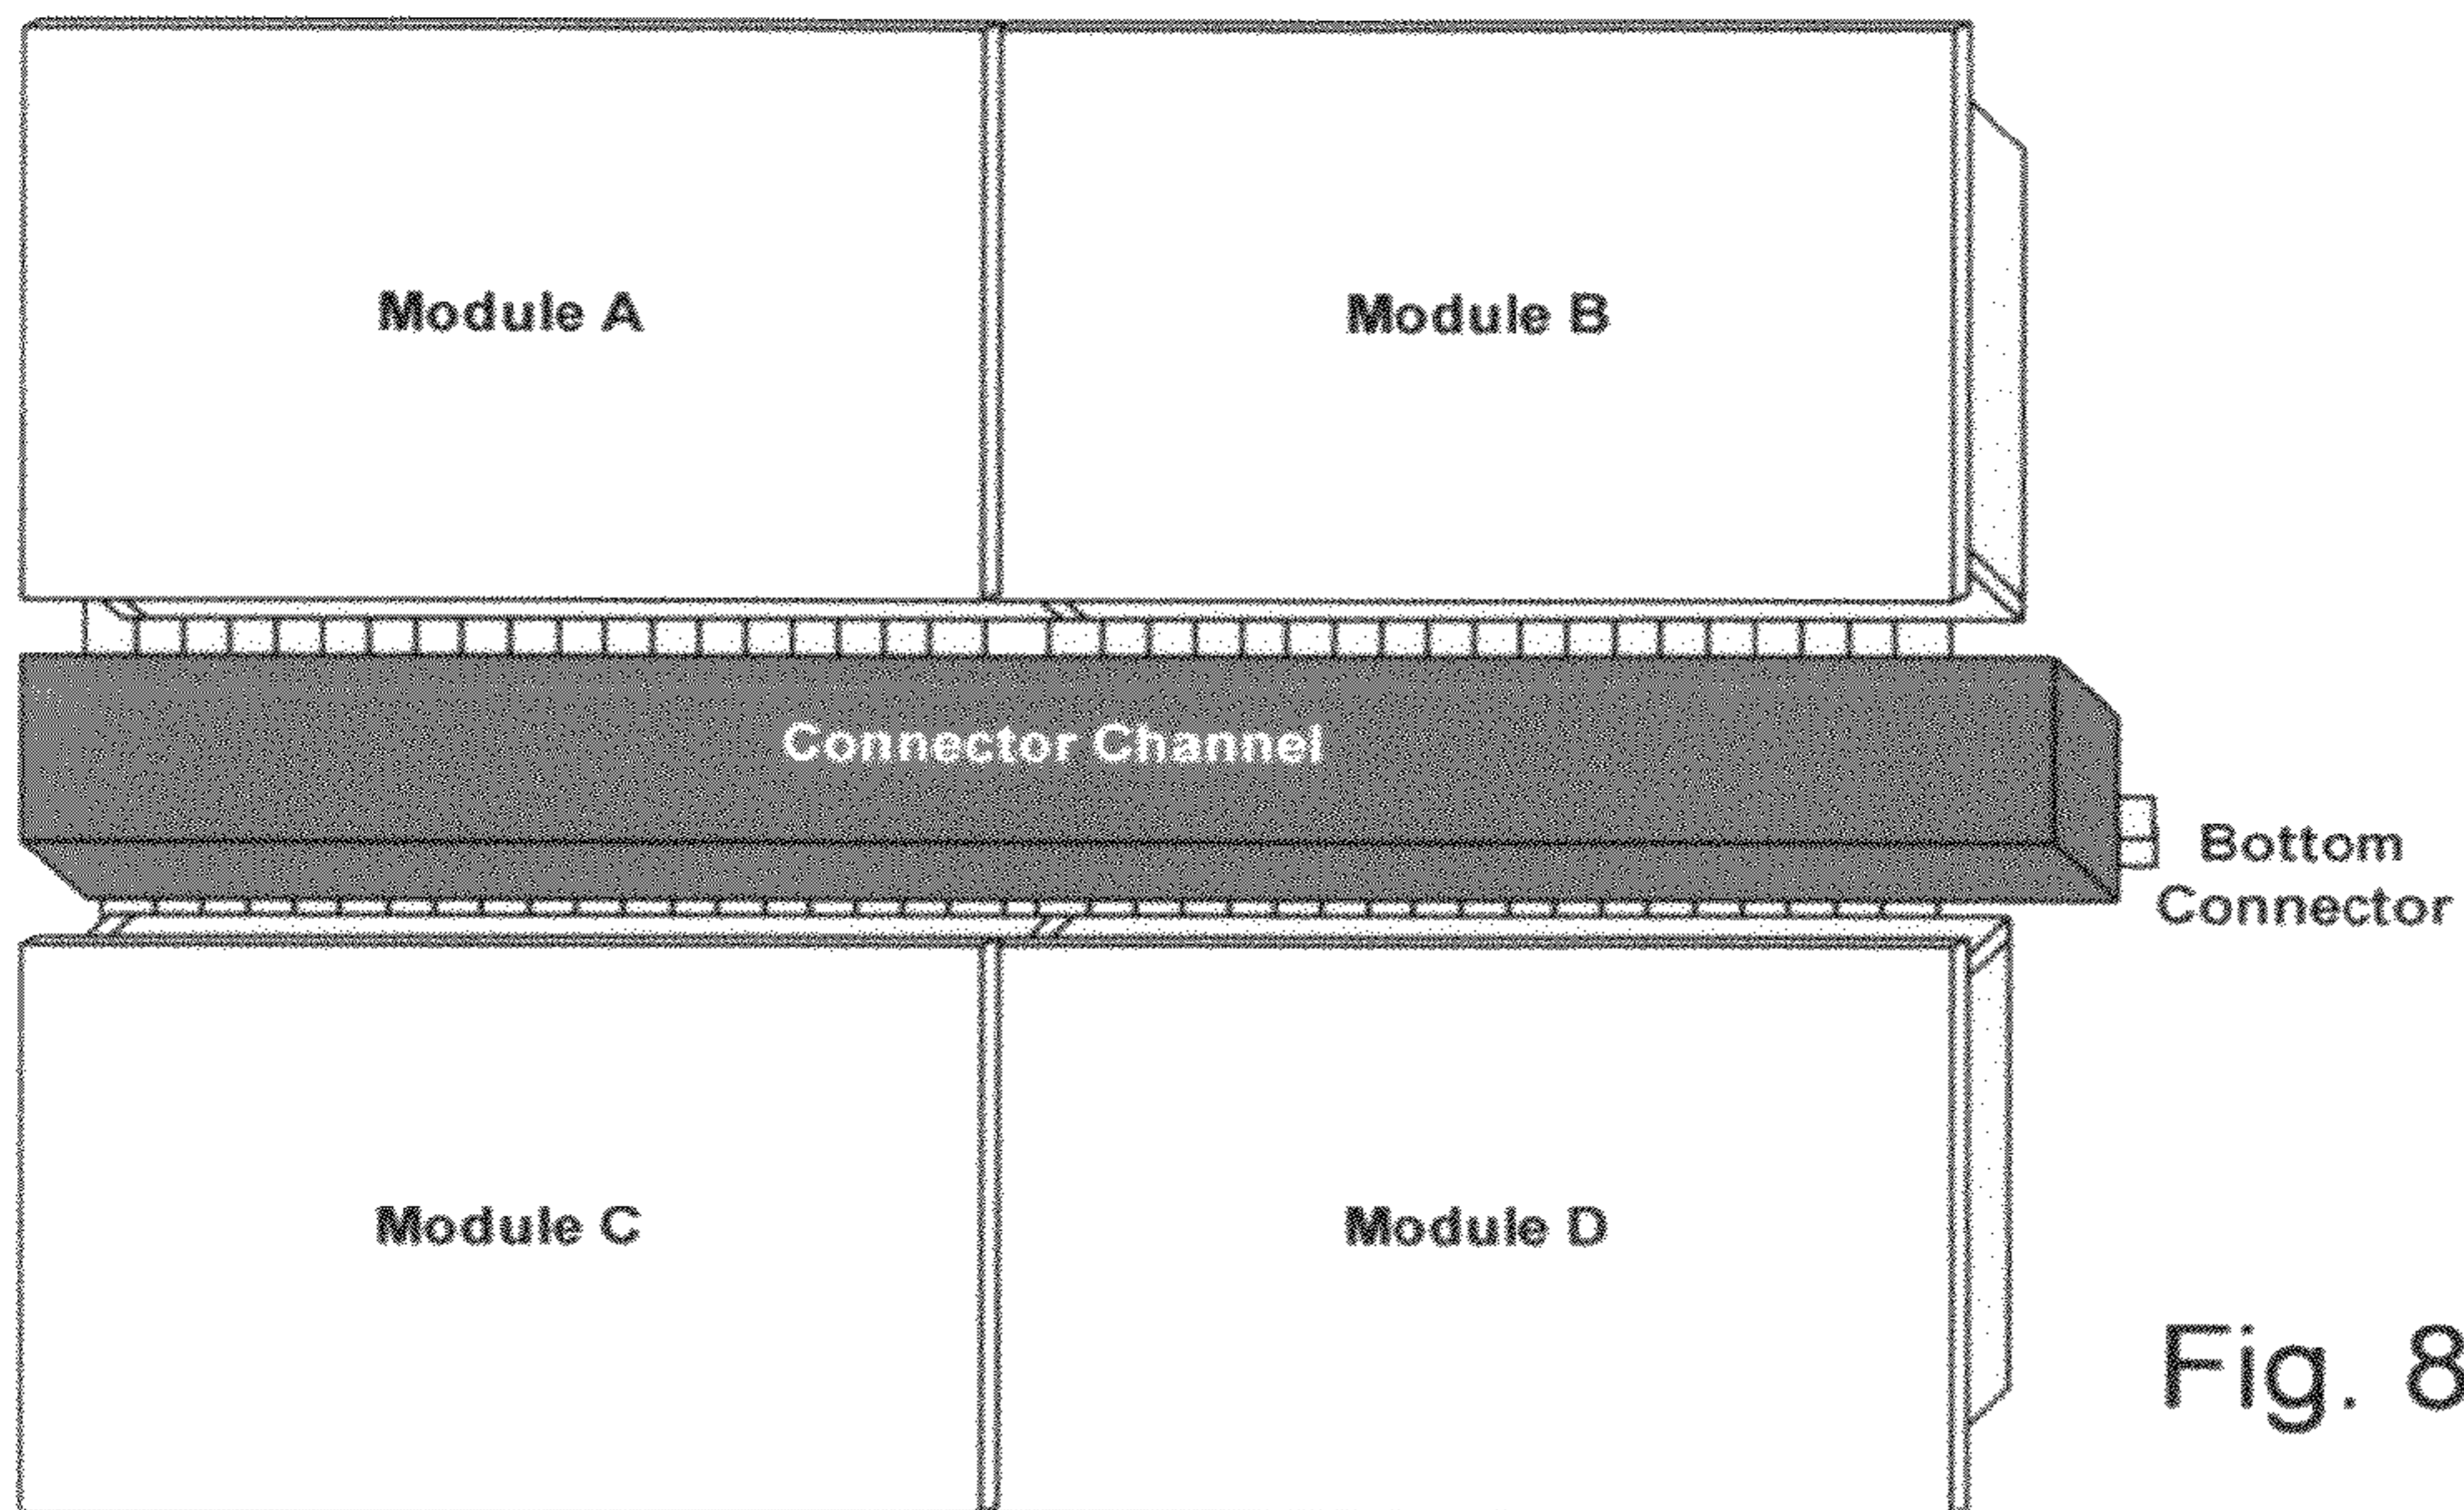 Module A
Module B
Connector Channel
Bottom
Connector
Module C
Module D
Fig. 8